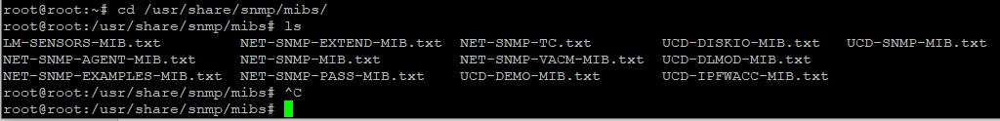 root@root:~# cd /usr/share/snmp/mibs/
root@root:/usr/share/snmp/mibs# ls
LM-SENSORS-MIB.txt NET-SNMP-EXTEND-MIB.txt NET-SNMP-TC.txt UCD-DISKIO-MIB.txt UCD-SNMP-MIB.txt
NET-SNMP-AGENT-MIB.txt NET-SNMP-MIB.txt NET-SNMP-VACM-MIB.txt UCD-DLMOD-MIB.txt
NET-SNMP-EXAMPLES-MIB.txt NET-SNMP-PASS-MIB.txt UCD-DEMO-MIB.txt UCD-IPFWACC-MIB.txt
root@root:/usr/share/snmp/mibs# ^C
root@root:/usr/share/snmp/mibs#